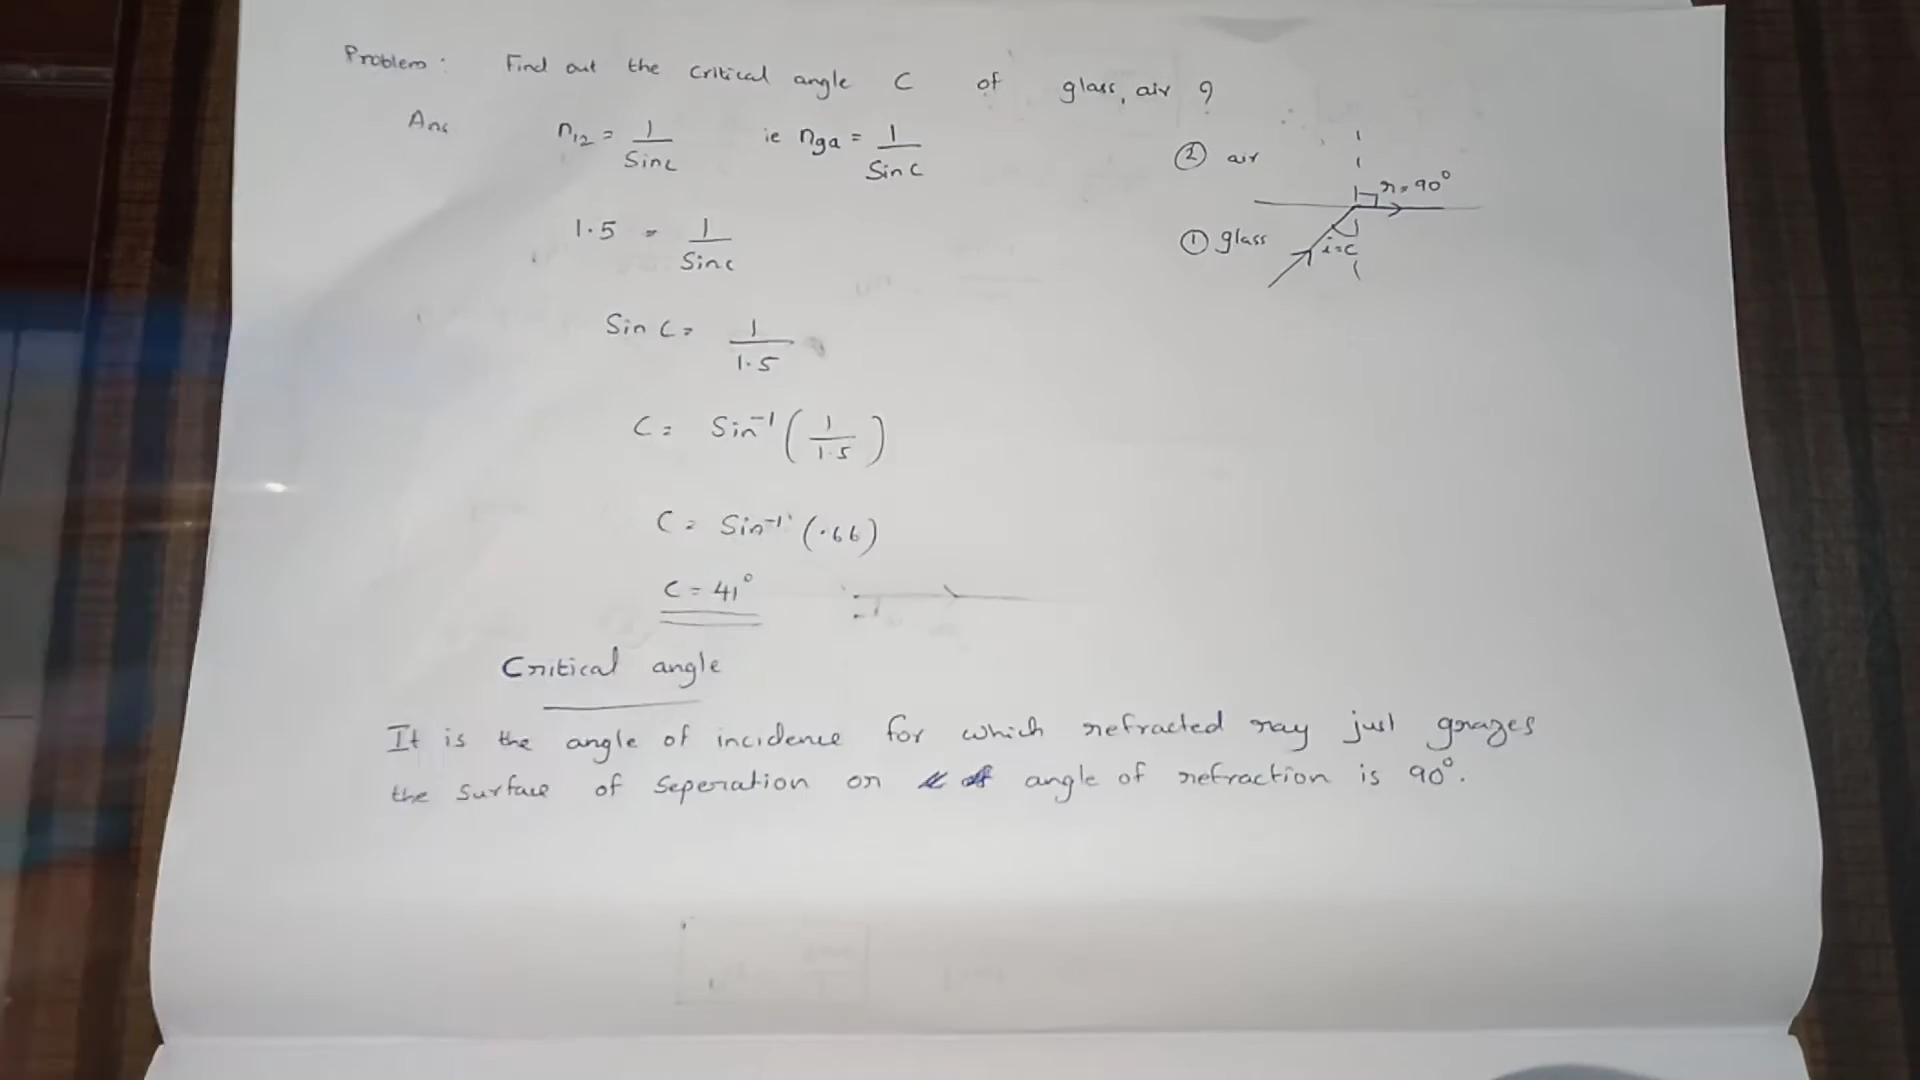 Problem : Find out the critical angle C of glass, air ?
Ans n12 = 1/Sinc ie nga = 1/Sin C
② air
r = 90°
① glass
i=c
1.5 = 1/Sinc
Sin C = 1/1.5
C = Sin⁻¹ (1/1.5)
C = Sin⁻¹ (.66)
C = 41°
Critical angle
It is the angle of incidence for which refracted ray just grazes
the surface of seperation or angle of refraction is 90°.